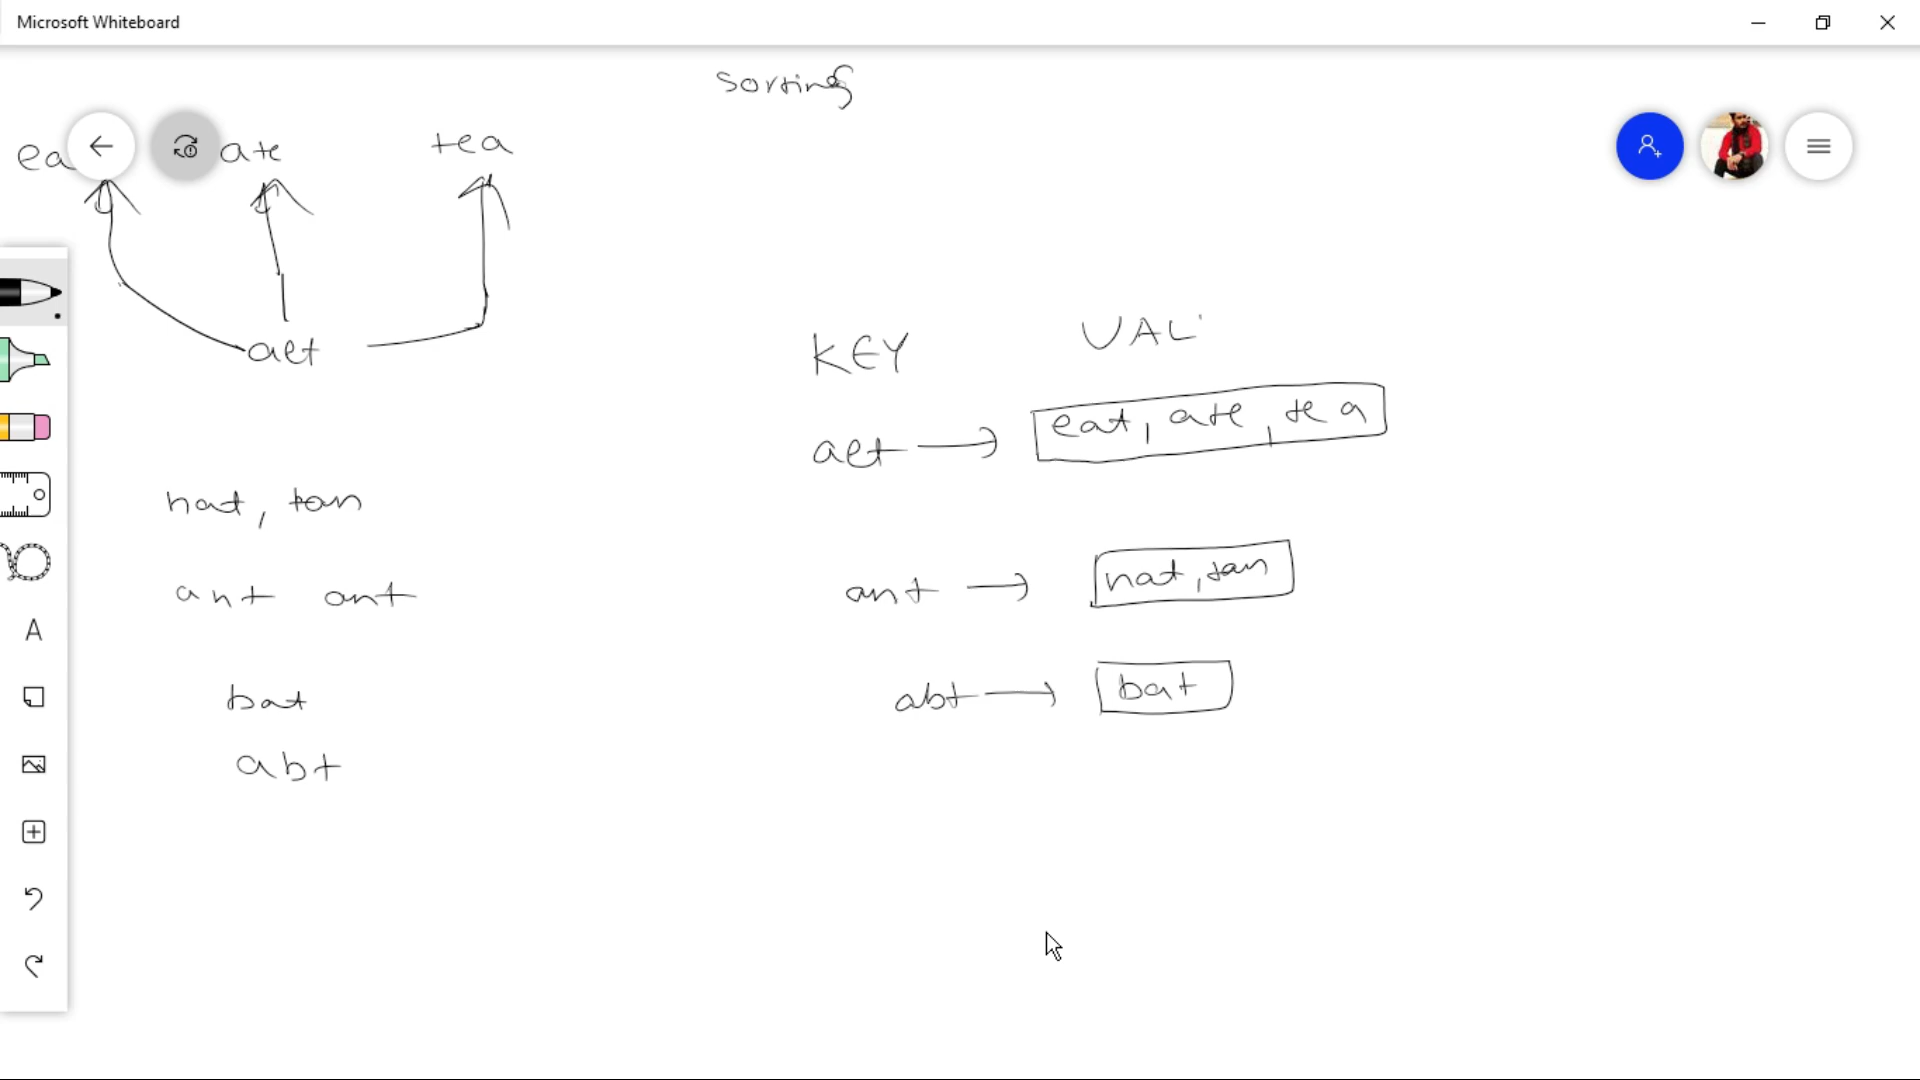 Microsoft Whiteboard
sorting
ea ate tea
aet
KEY VAL
aet → eat, ate, tea
nat, tan
ant ant
ant → nat, tan
bat
abt → bat
abt
A